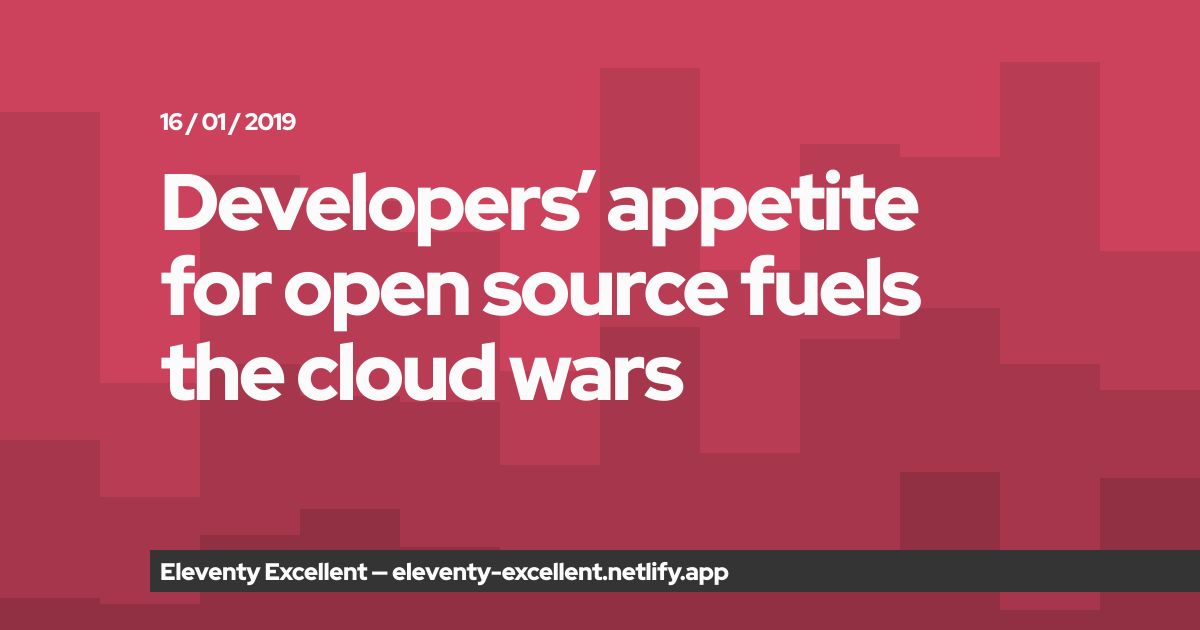 16 / 01 / 2019
Developers’ appetite
for open source fuels
the cloud wars
Eleventy Excellent — eleventy-excellent.netlify.app